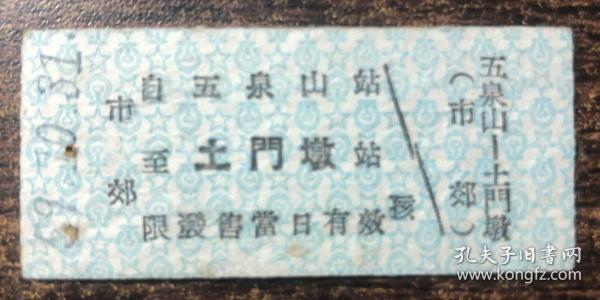 市郊
自五泉山站
至土門墩站
限發售當日有效
孩
五泉山—土門墩
（市郊）
孔夫子旧書网
www.kongfz.com